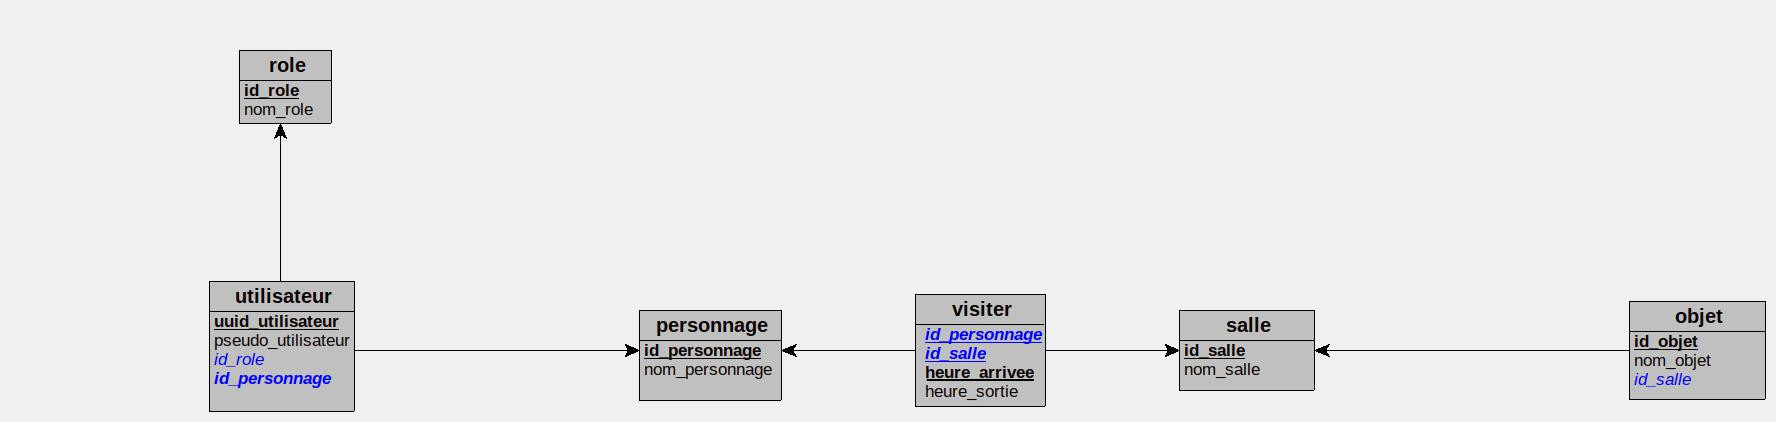 role
id_role
nom_role
utilisateur
uuid_utilisateur
pseudo_utilisateur
id_role
id_personnage
personnage
id_personnage
nom_personnage
visiter
id_personnage
id_salle
heure_arrivee
heure_sortie
salle
id_salle
nom_salle
objet
id_objet
nom_objet
id_salle